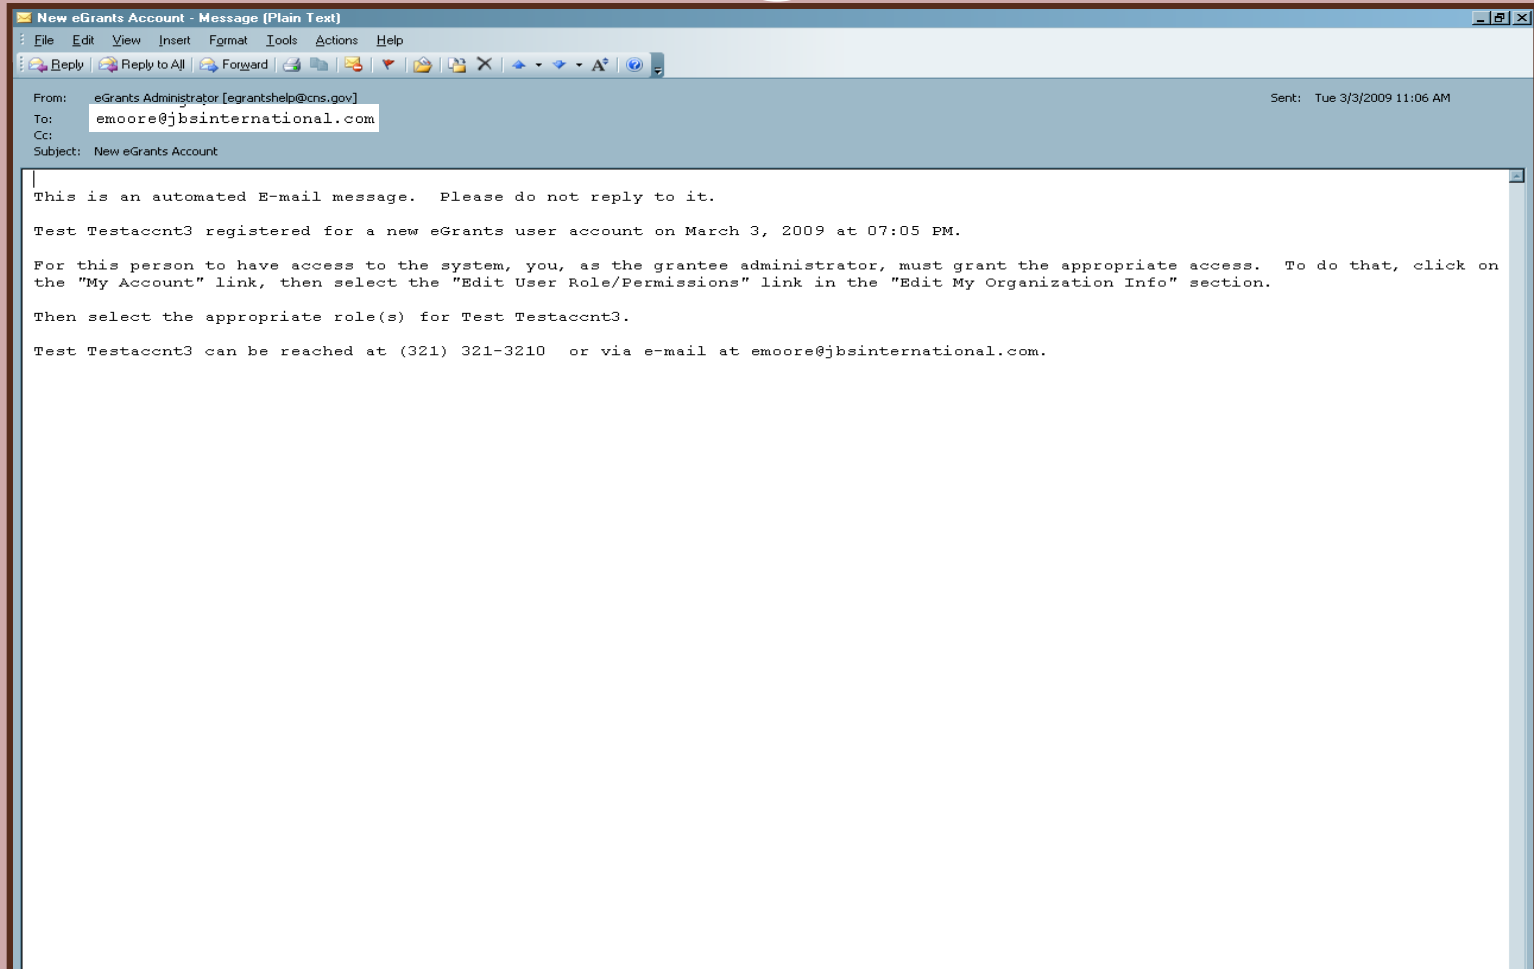 New eGrants Account - Message (Plain Text)
File Edit View Insert Format Tools Actions Help
Reply Reply to All Forward
From: eGrants Administrator [egrantshelp@cns.gov] Sent: Tue 3/3/2009 11:06 AM
To: emoore@jbsinternational.com
Cc:
Subject: New eGrants Account
This is an automated E-mail message.  Please do not reply to it.
Test Testaccnt3 registered for a new eGrants user account on March 3, 2009 at 07:05 PM.
For this person to have access to the system, you, as the grantee administrator, must grant the appropriate access.  To do that, click on
the "My Account" link, then select the "Edit User Role/Permissions" link in the "Edit My Organization Info" section.
Then select the appropriate role(s) for Test Testaccnt3.
Test Testaccnt3 can be reached at (321) 321-3210  or via e-mail at emoore@jbsinternational.com.